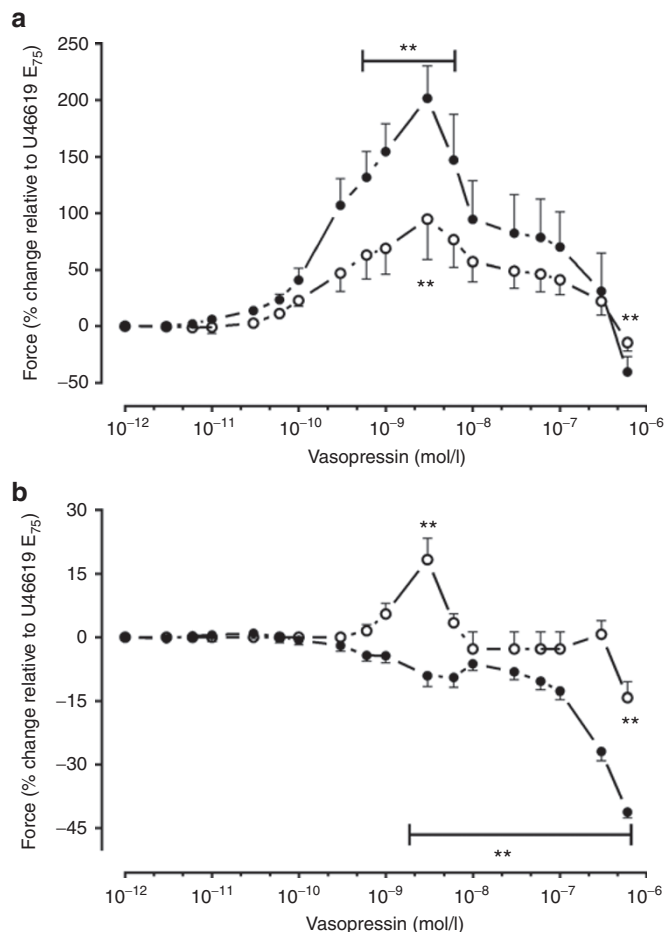 a
Force (% change relative to U46619 E75)
250
200
150
100
50
0
−50
**
**
**
10−12 10−11 10−10 10−9 10−8 10−7 10−6
Vasopressin (mol/l)
b
Force (% change relative to U46619 E75)
30
15
0
−15
−30
−45
**
**
**
10−12 10−11 10−10 10−9 10−8 10−7 10−6
Vasopressin (mol/l)